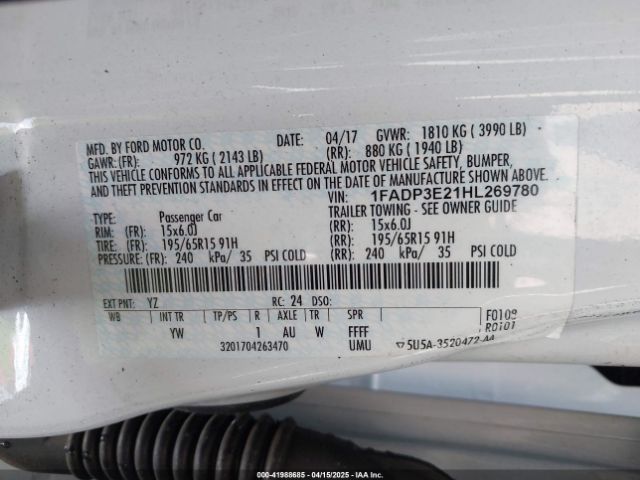 MFD. BY FORD MOTOR CO. DATE: 04/17 GVWR: 1810 KG ( 3990 LB)
GAWR: (FR): 972 KG ( 2143 LB) (RR): 880 KG ( 1940 LB)
THIS VEHICLE CONFORMS TO ALL APPLICABLE FEDERAL MOTOR VEHICLE SAFETY, BUMPER,
AND THEFT PREVENTION STANDARDS IN EFFECT ON THE DATE OF MANUFACTURE SHOWN ABOVE.
VIN: 1FADP3E21HL269780
TYPE: Passenger Car TRAILER TOWING - SEE OWNER GUIDE
RIM: (FR): 15x6.0J (RR): 15x6.0J
TIRE: (FR): 195/65R15 91H (RR): 195/65R15 91H
PRESSURE: (FR): 240 kPa/ 35 PSI COLD (RR): 240 kPa/ 35 PSI COLD
EXT PNT: YZ RC: 24 DSO:
WB INT TR TP/PS R AXLE TR SPR F0109
YW 1 AU W FFFF R0101
3201704263470 UMU ▽5U5A-3520472-AA
000-41988685 - 04/15/2025 - IAA, Inc.